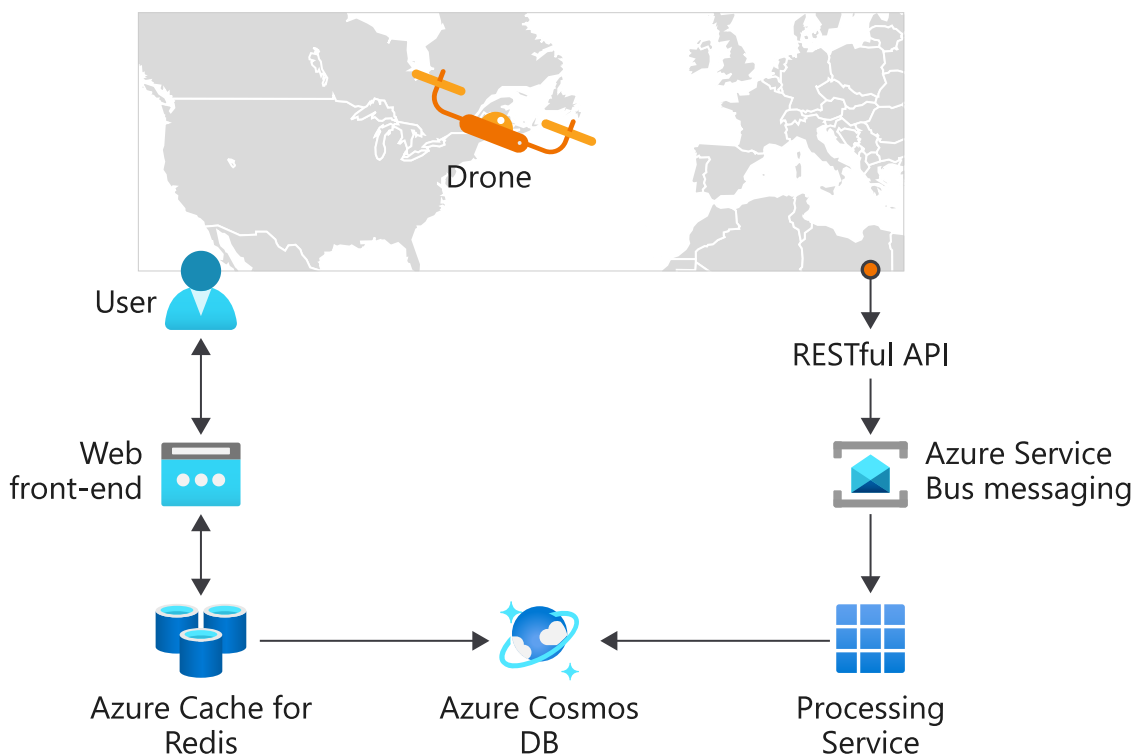 Drone
User
RESTful API
Web
front-end
Azure Service
Bus messaging
Azure Cache for
Redis
Azure Cosmos
DB
Processing
Service